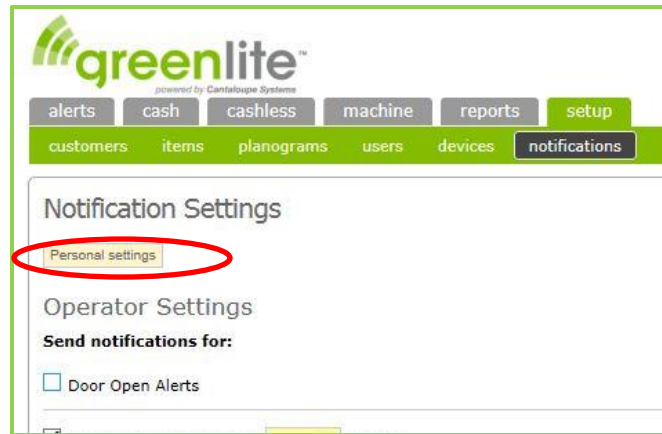 greenlite™
powered by Cantaloupe Systems
alerts cash cashless machine reports setup
customers items planograms users devices notifications
Notification Settings
Personal settings
Operator Settings
Send notifications for:
Door Open Alerts